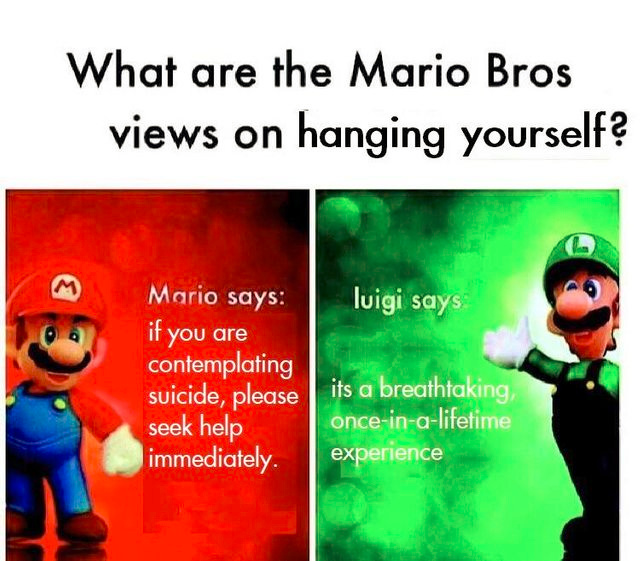 What are the Mario Bros
views on hanging yourself?
M
Mario says:
if you are
contemplating
suicide, please
seek help
immediately.
L
luigi says:
its a breathtaking,
once-in-a-lifetime
experience